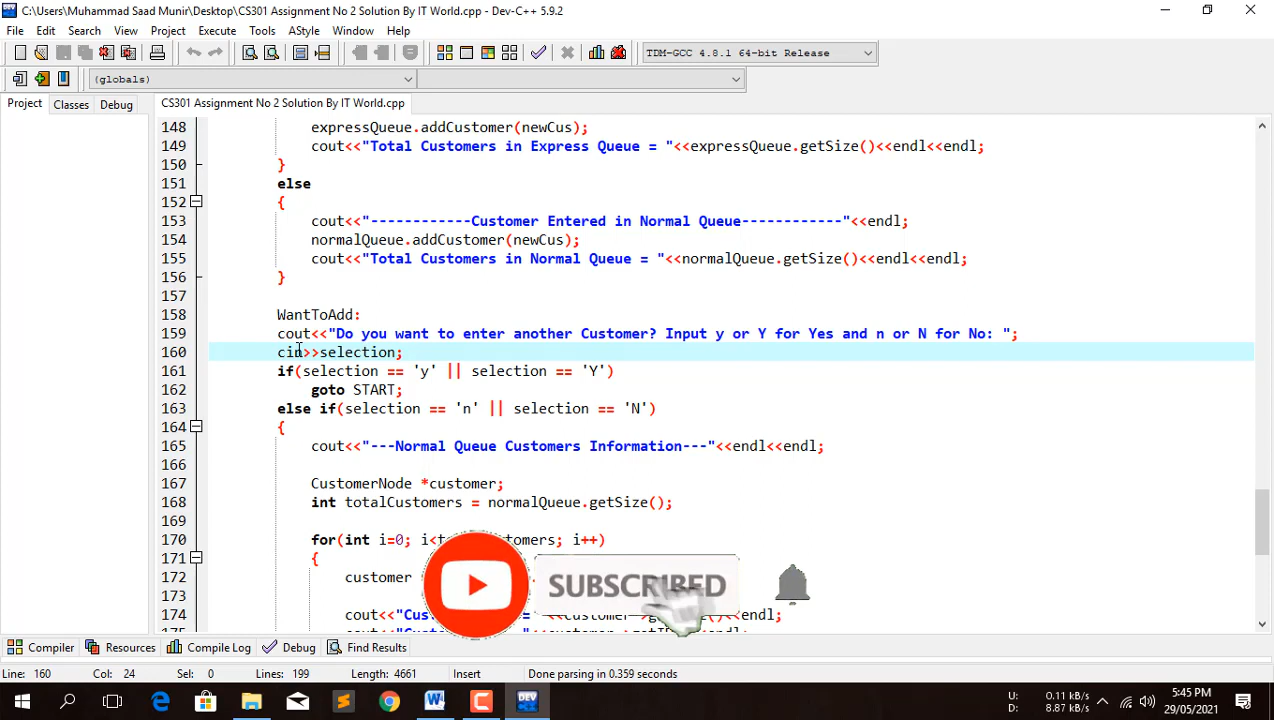 C:\Users\Muhammad Saad Munir\Desktop\CS301 Assignment No 2 Solution By IT World.cpp - Dev-C++ 5.9.2
File Edit Search View Project Execute Tools AStyle Window Help
TDM-GCC 4.8.1 64-bit Release
(globals)
Project Classes Debug CS301 Assignment No 2 Solution By IT World.cpp
148 expressQueue.addCustomer(newCus);
149 cout<<"Total Customers in Express Queue = "<<expressQueue.getSize()<<endl<<endl;
150 }
151 else
152 {
153 cout<<"------------Customer Entered in Normal Queue------------"<<endl;
154 normalQueue.addCustomer(newCus);
155 cout<<"Total Customers in Normal Queue = "<<normalQueue.getSize()<<endl<<endl;
156 }
157
158 WantToAdd:
159 cout<<"Do you want to enter another Customer? Input y or Y for Yes and n or N for No: ";
160 cin>>selection;
161 if(selection == 'y' || selection == 'Y')
162 goto START;
163 else if(selection == 'n' || selection == 'N')
164 {
165 cout<<"---Normal Queue Customers Information---"<<endl<<endl;
166
167 CustomerNode *customer;
168 int totalCustomers = normalQueue.getSize();
169
170 for(int i=0; i<t omers; i++)
171 {
172 customer
SUBSCRIBED
174 cout<<"Cus
Compiler Resources Compile Log Debug Find Results
Line: 160 Col: 24 Sel: 0 Lines: 199 Length: 4661 Insert Done parsing in 0.359 seconds
DEV
U: 0.11 kB/s
D: 8.87 kB/s
5:45 PM
29/05/2021